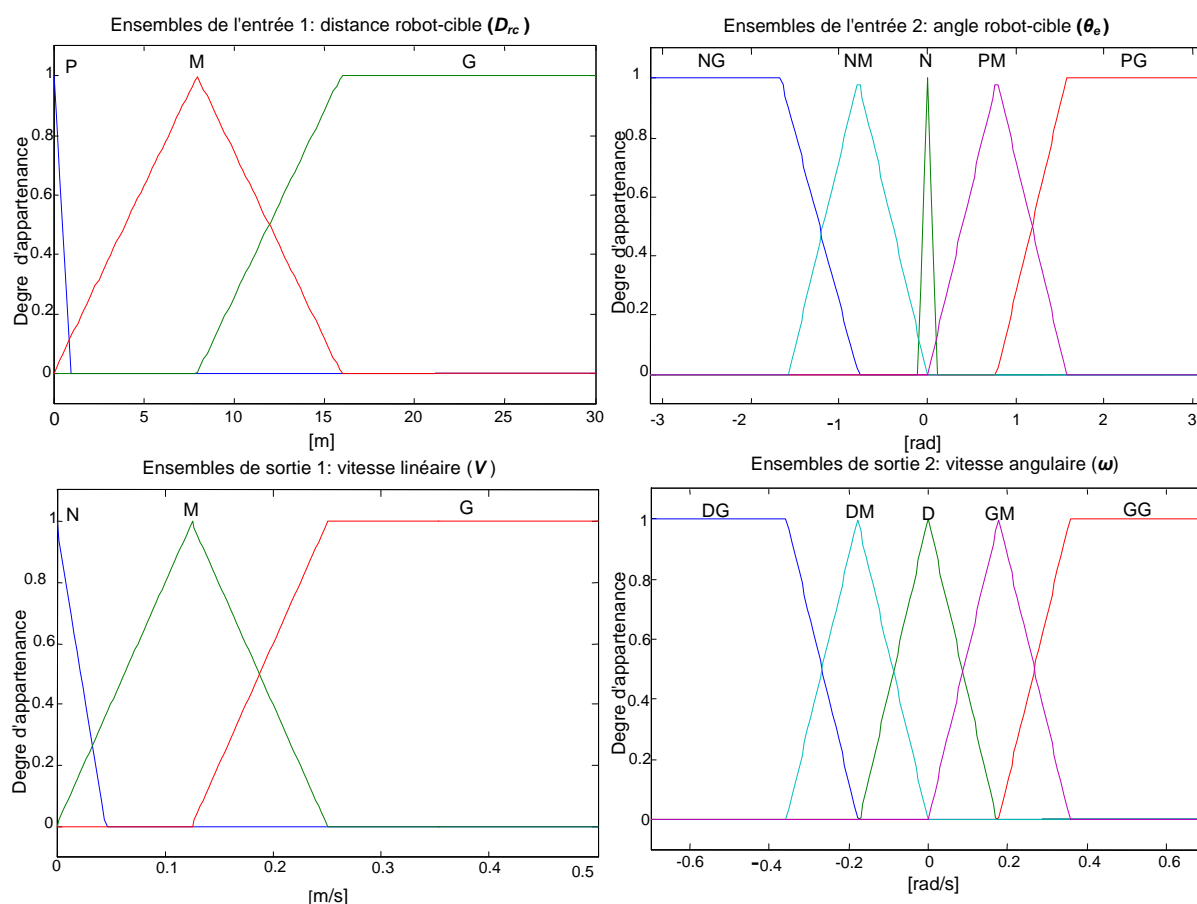 Ensembles de l'entrée 1: distance robot-cible (Drc)
P M G
1
0.8
0.6
0.4
0.2
0
Degre d'appartenance
0 5 10 15 20 25 30
[m]
Ensembles de l'entrée 2: angle robot-cible (θe)
NG NM N PM PG
1
0.8
0.6
0.4
0.2
0
Degre d'appartenance
-3 -2 -1 0 1 2 3
[rad]
Ensembles de sortie 1: vitesse linéaire (V)
N M G
1
0.8
0.6
0.4
0.2
0
Degre d'appartenance
0 0.1 0.2 0.3 0.4 0.5
[m/s]
Ensembles de sortie 2: vitesse angulaire (ω)
DG DM D GM GG
1
0.8
0.6
0.4
0.2
0
Degre d'appartenance
-0.6 -0.4 -0.2 0 0.2 0.4 0.6
[rad/s]